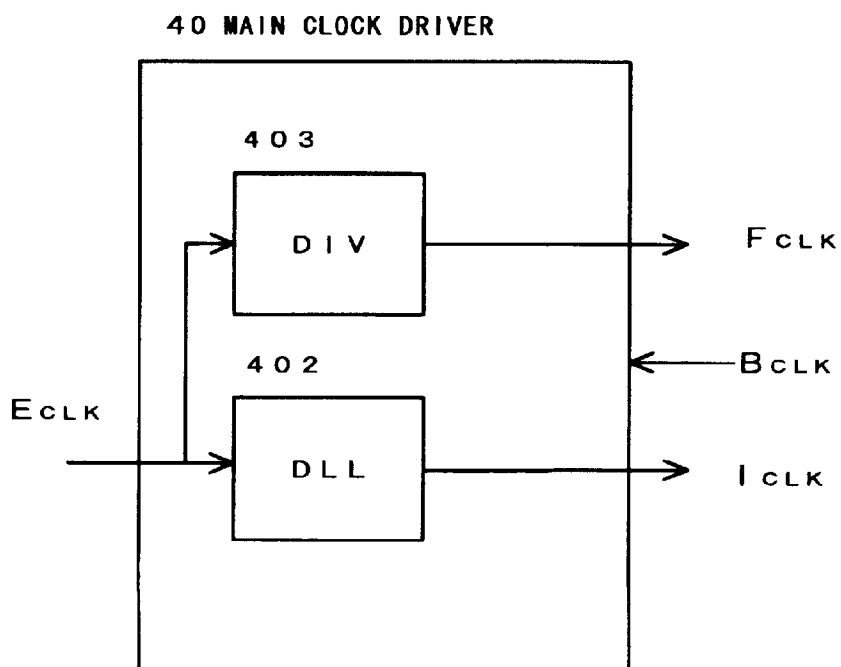 40 MAIN CLOCK DRIVER
403
DIV
FCLK
402
BCLK
ECLK
DLL
ICLK